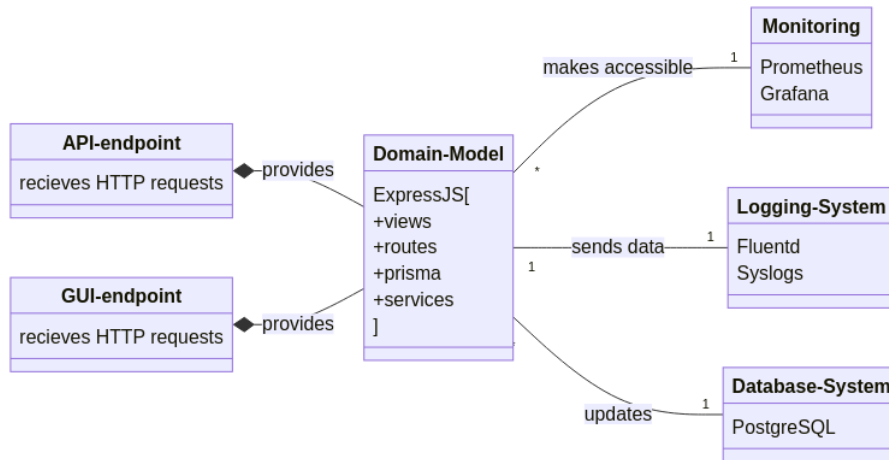 Monitoring
Prometheus
Grafana
makes accessible
1
*
API-endpoint
recieves HTTP requests
provides
Domain-Model
ExpressJS[
+views
+routes
+prisma
+services
]
Logging-System
Fluentd
Syslogs
sends data
1
1
GUI-endpoint
recieves HTTP requests
provides
Database-System
PostgreSQL
updates
1